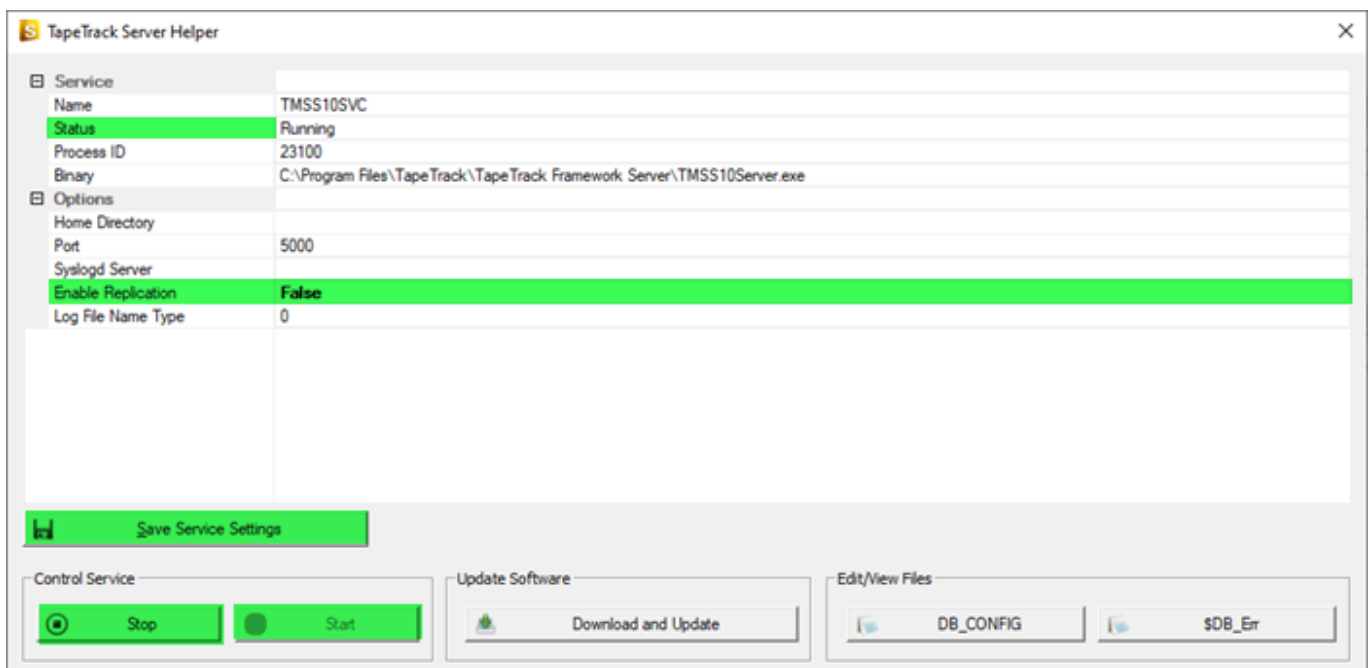 TapeTrack Server Helper
Service
Name TMSS10SVC
Status Running
Process ID 23100
Binary C:\Program Files\TapeTrack\TapeTrack Framework Server\TMSS10Server.exe
Options
Home Directory
Port 5000
Syslogd Server
Enable Replication False
Log File Name Type 0
Save Service Settings
Control Service Update Software Edit/View Files
Stop Start Download and Update DB_CONFIG $DB_Err